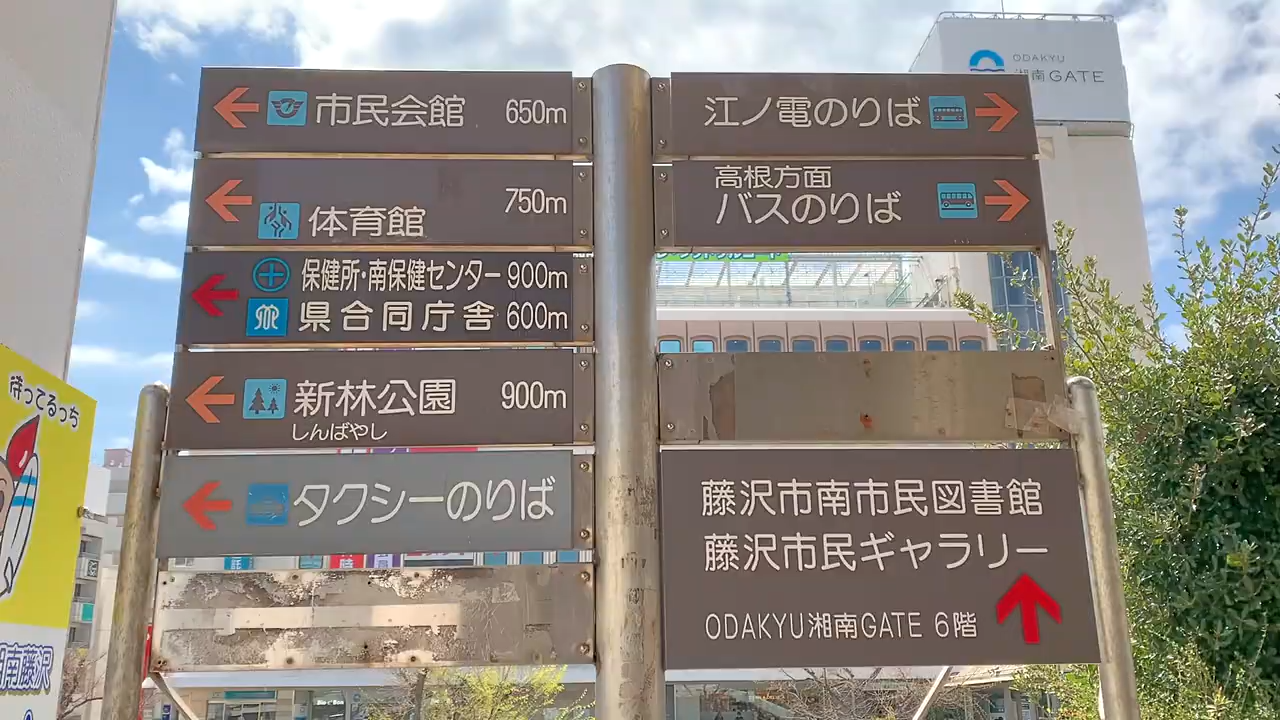 市民会館 650m
750m
体育館
保健所・南保健センター 900m
県合同庁舎 600m
新林公園 900m
しんばやし
タクシーのりば
江ノ電のりば
高根方面
バスのりば
藤沢市南市民図書館
藤沢市民ギャラリー
ODAKYU湘南GATE 6階
ODAKYU
湘南GATE
待ってるっち
南藤沢